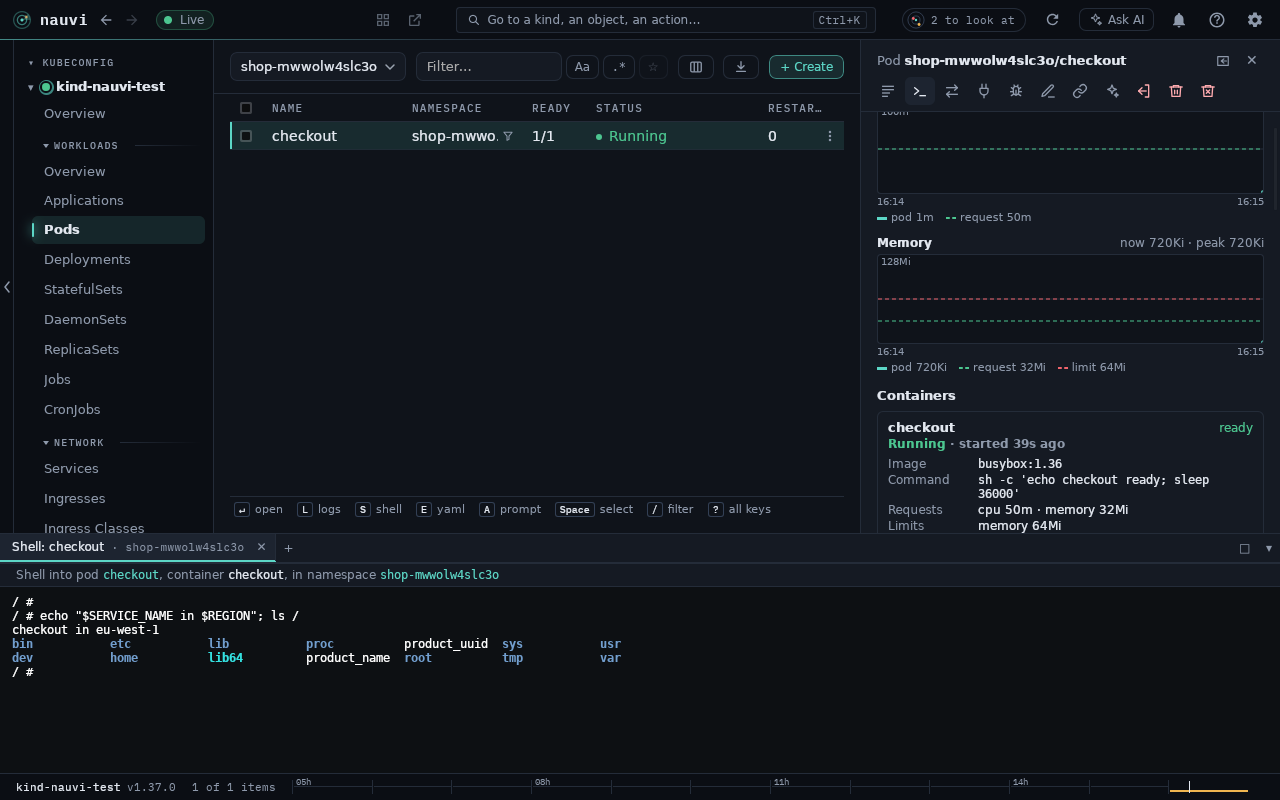 nauvi
Live
Go to a kind, an object, an action…
Ctrl+K
2 to look at
Ask AI
KUBECONFIG
kind-nauvi-test
Overview
WORKLOADS
Overview
Applications
Pods
Deployments
StatefulSets
DaemonSets
ReplicaSets
Jobs
CronJobs
NETWORK
Services
Ingresses
Ingress Classes
shop-mwwolw4slc3o
Filter...
Aa
.*
+ Create
NAME NAMESPACE READY STATUS RESTAR…
checkout shop-mwwo. 1/1 Running 0
↵ open L logs S shell E yaml A prompt Space select / filter ? all keys
Pod shop-mwwolw4slc3o/checkout
100m
16:14 16:15
pod 1m request 50m
Memory now 720Ki · peak 720Ki
128Mi
16:14 16:15
pod 720Ki request 32Mi limit 64Mi
Containers
checkout ready
Running · started 39s ago
Image busybox:1.36
Command sh -c 'echo checkout ready; sleep
36000'
Requests cpu 50m · memory 32Mi
Limits memory 64Mi
Shell: checkout · shop-mwwolw4slc3o
Shell into pod checkout, container checkout, in namespace shop-mwwolw4slc3o
/ #
/ # echo "$SERVICE_NAME in $REGION"; ls /
checkout in eu-west-1
bin etc lib proc product_uuid sys usr
dev home lib64 product_name root tmp var
/ #
kind-nauvi-test v1.37.0 1 of 1 items
05h 08h 11h 14h